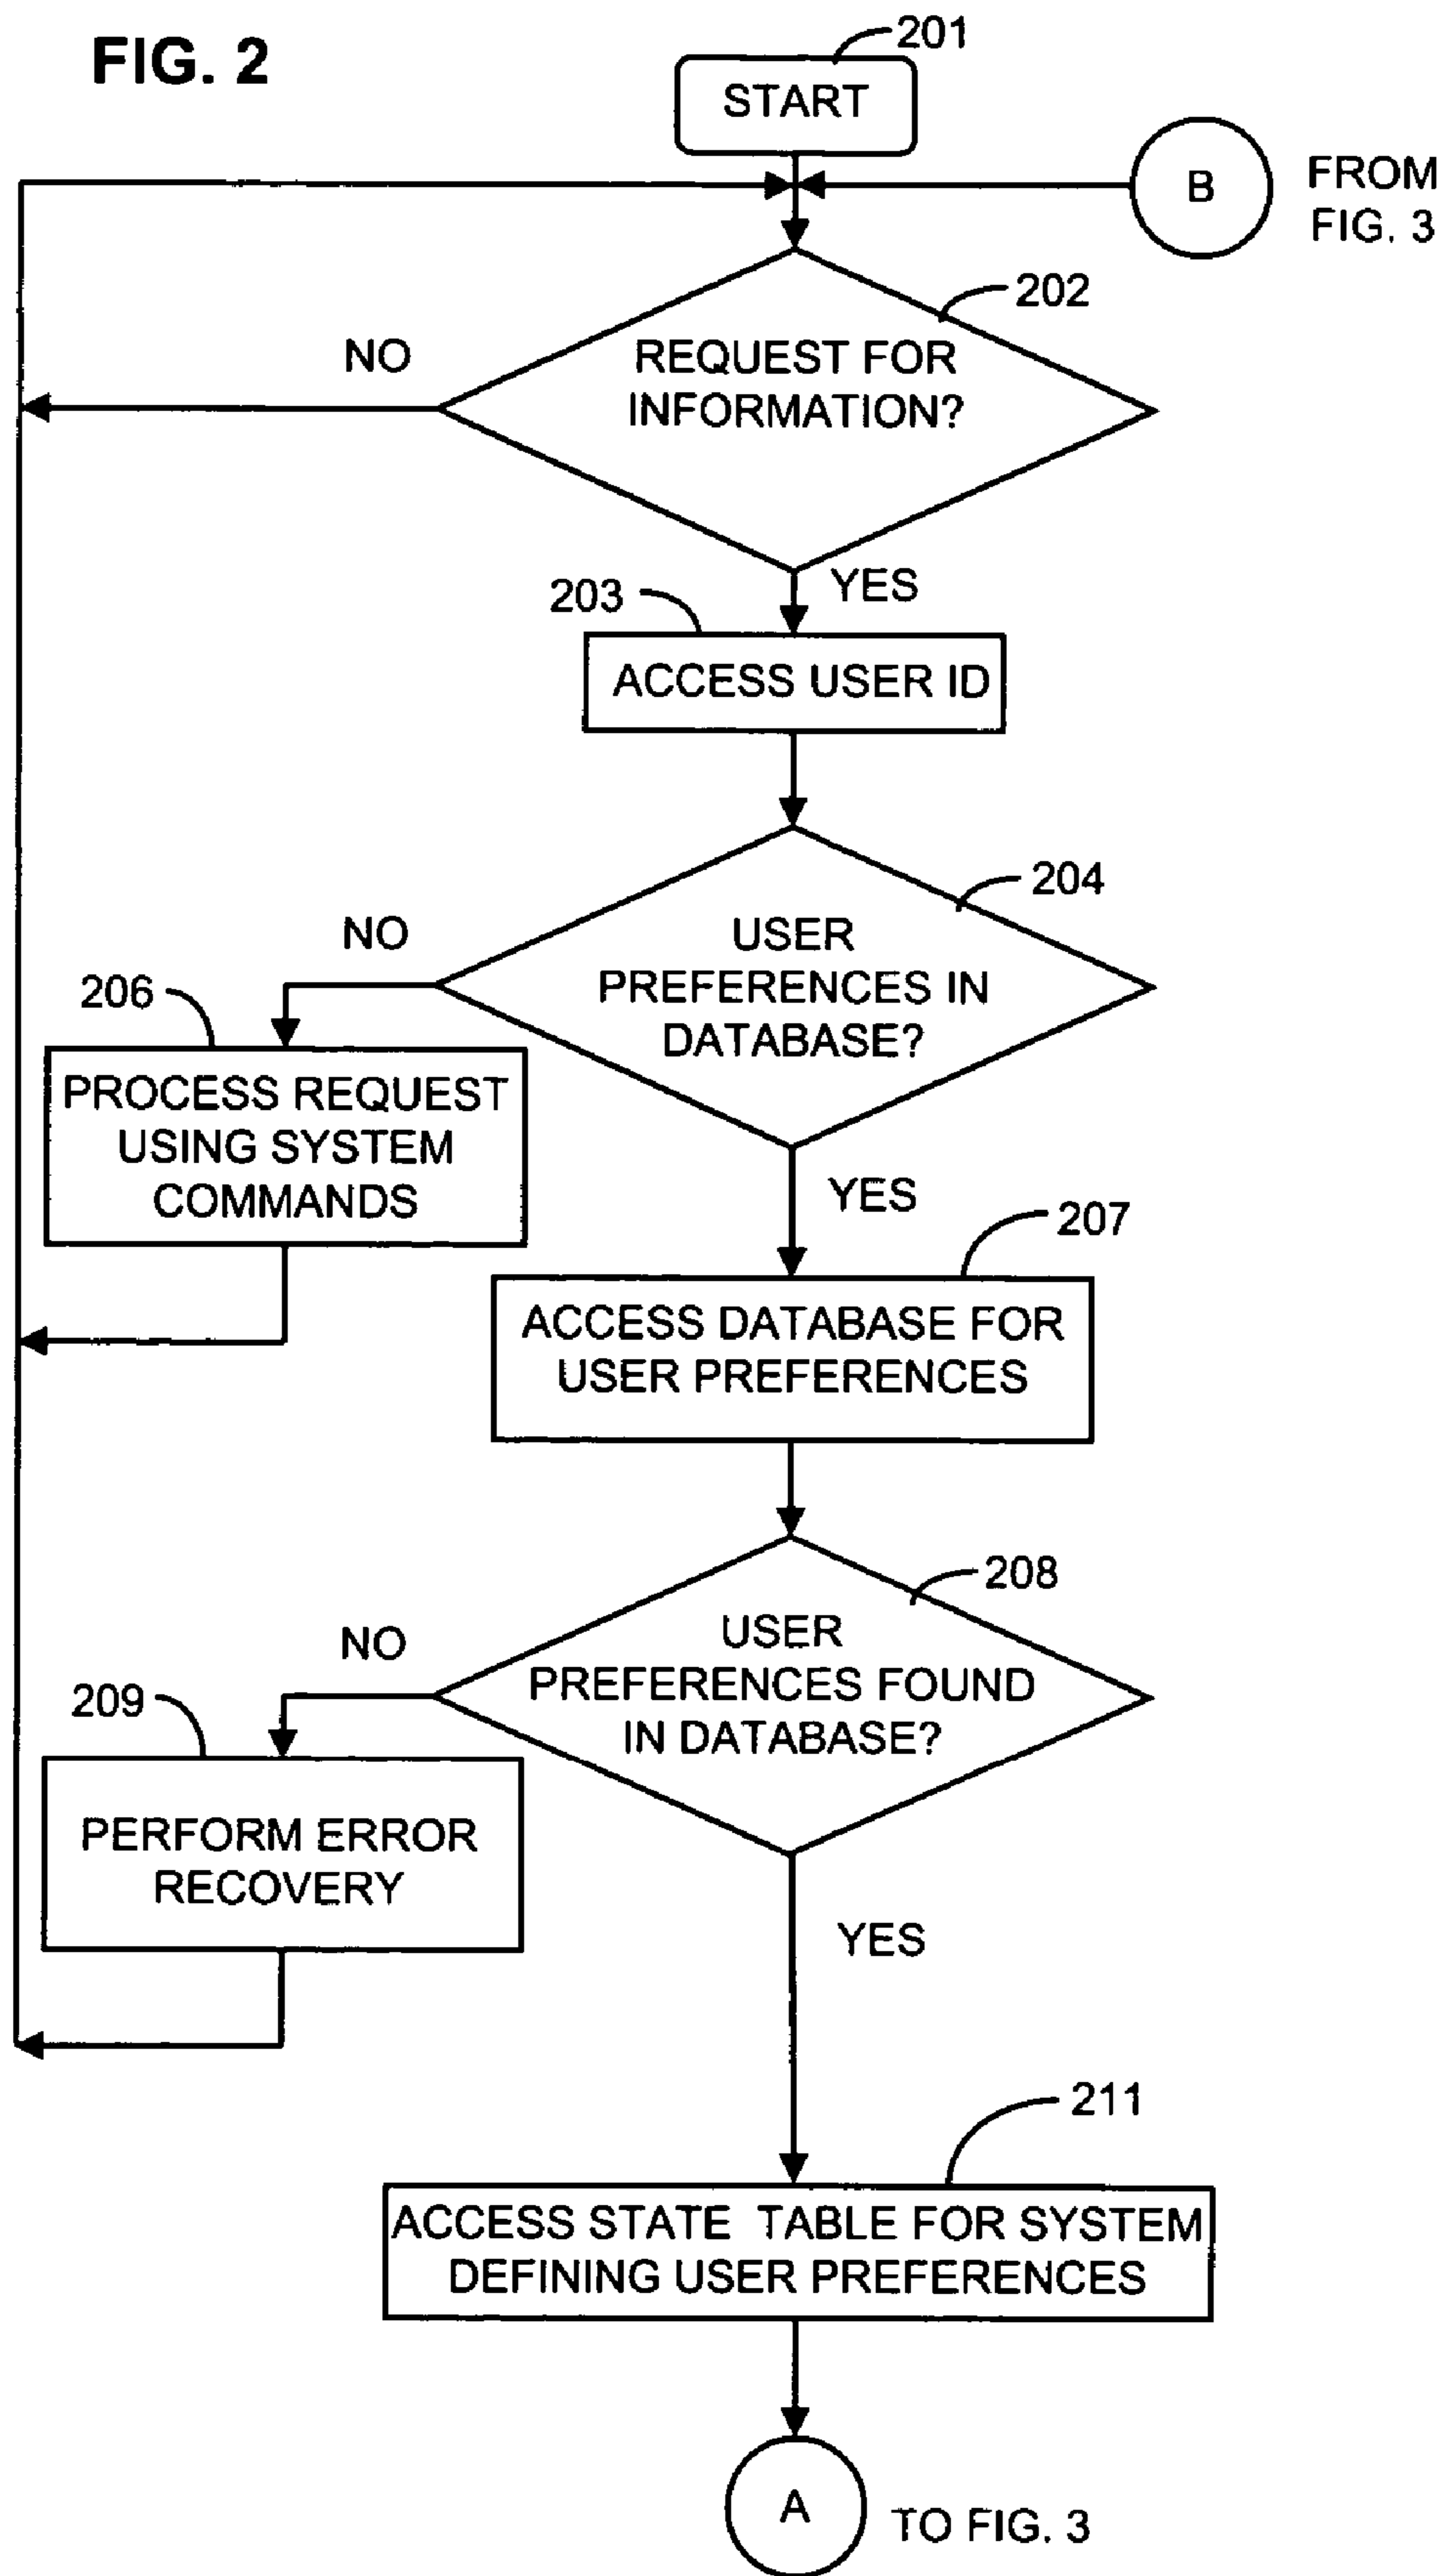 FIG. 2
201
START
B
FROM
FIG. 3
202
REQUEST FOR
INFORMATION?
NO
YES
203
ACCESS USER ID
204
USER
PREFERENCES IN
DATABASE?
NO
206
PROCESS REQUEST
USING SYSTEM
COMMANDS
YES
207
ACCESS DATABASE FOR
USER PREFERENCES
208
USER
PREFERENCES FOUND
IN DATABASE?
NO
209
PERFORM ERROR
RECOVERY
YES
211
ACCESS STATE TABLE FOR SYSTEM
DEFINING USER PREFERENCES
A
TO FIG. 3